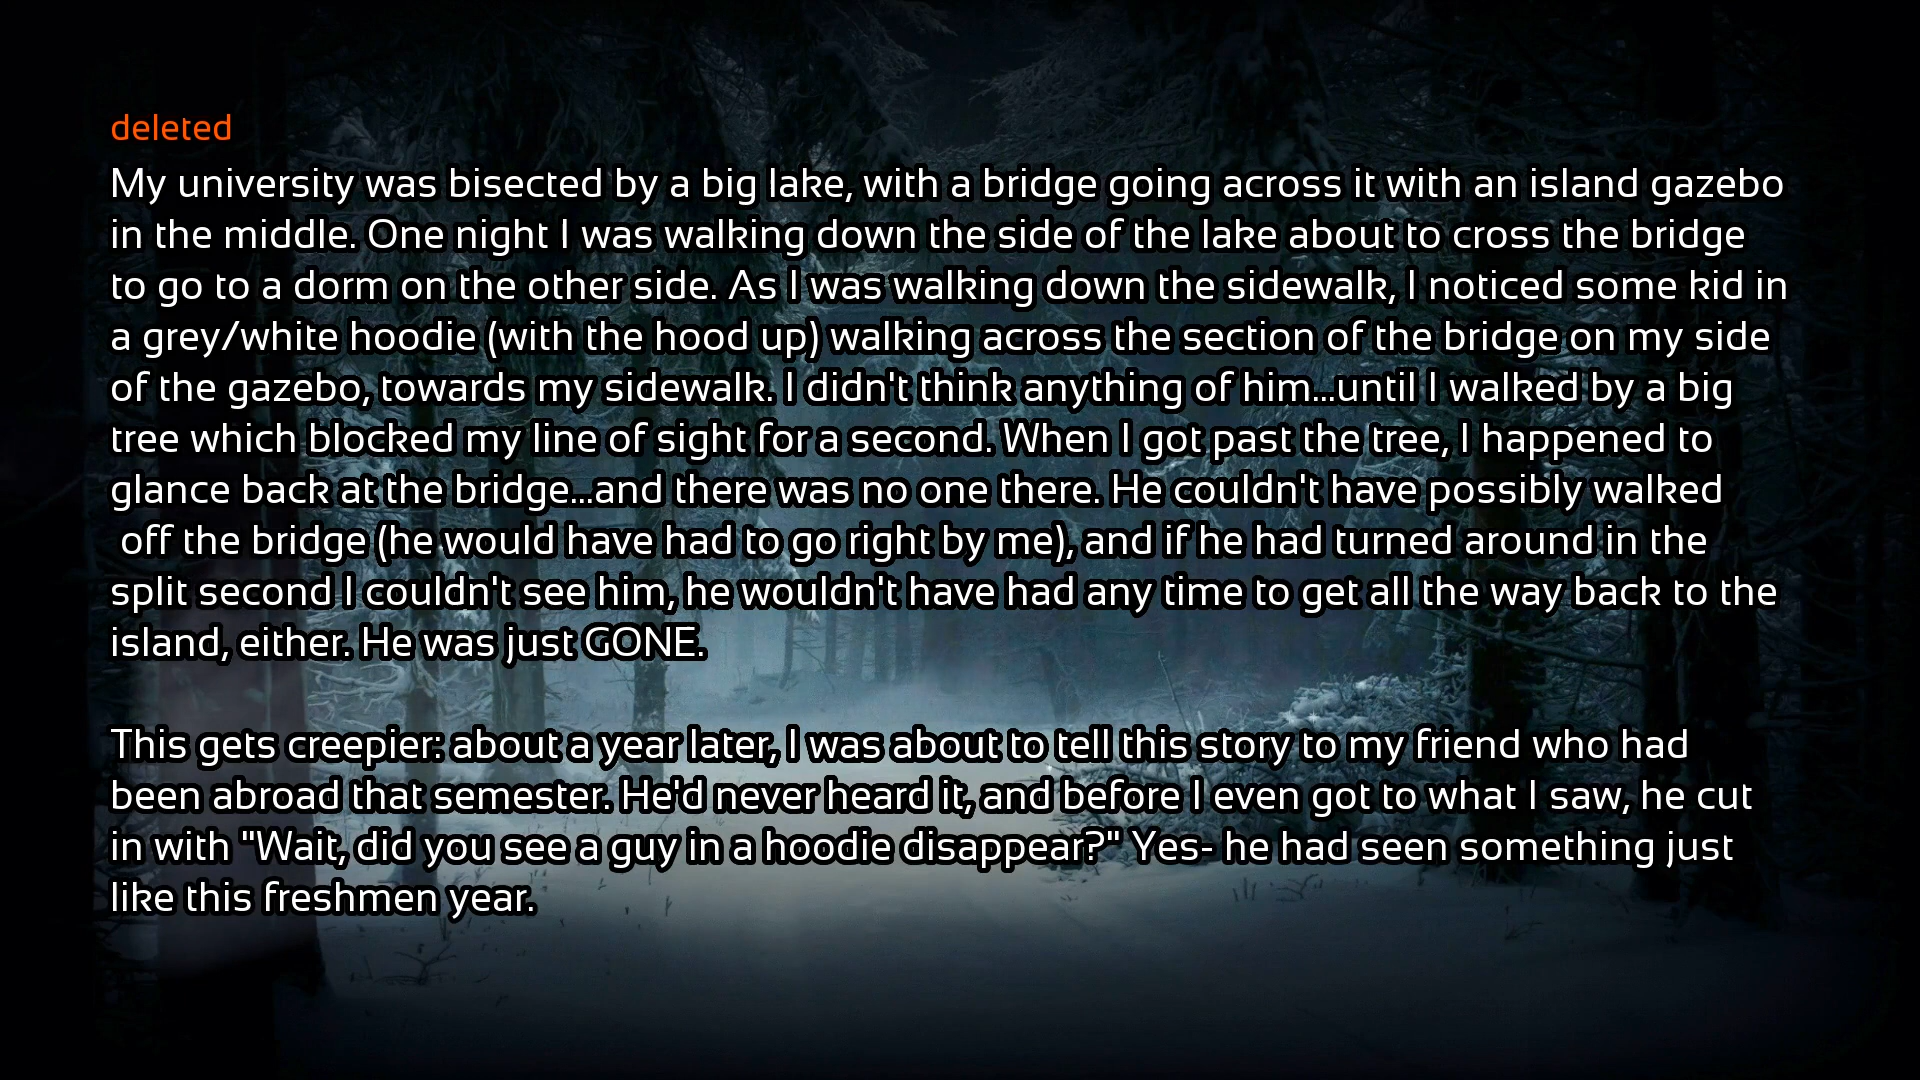 deleted
My university was bisected by a big lake, with a bridge going across it with an island gazebo
in the middle. One night I was walking down the side of the lake about to cross the bridge
to go to a dorm on the other side. As I was walking down the sidewalk, I noticed some kid in
a grey/white hoodie (with the hood up) walking across the section of the bridge on my side
of the gazebo, towards my sidewalk. I didn't think anything of him...until I walked by a big
tree which blocked my line of sight for a second. When I got past the tree, I happened to
glance back at the bridge...and there was no one there. He couldn't have possibly walked
off the bridge (he would have had to go right by me), and if he had turned around in the
split second I couldn't see him, he wouldn't have had any time to get all the way back to the
island, either. He was just GONE.
This gets creepier: about a year later, I was about to tell this story to my friend who had
been abroad that semester. He'd never heard it, and before I even got to what I saw, he cut
in with "Wait, did you see a guy in a hoodie disappear?" Yes- he had seen something just
like this freshmen year.